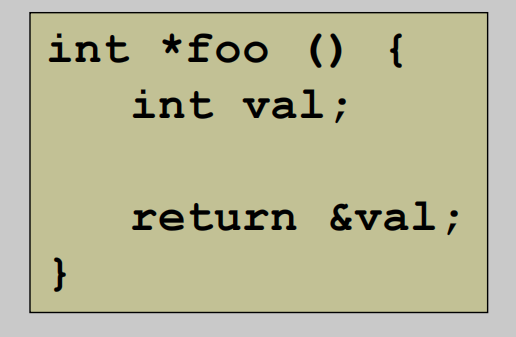 int *foo () {
int val;
return &val;
}